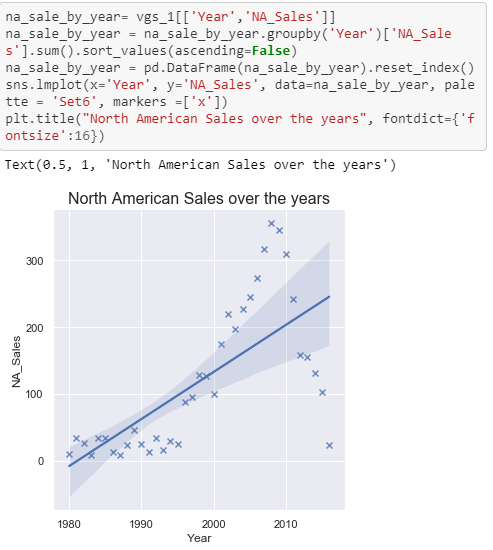 na_sale_by_year= vgs_1[['Year','NA_Sales']]
na_sale_by_year = na_sale_by_year.groupby('Year')['NA_Sale
s'].sum().sort_values(ascending=False)
na_sale_by_year = pd.DataFrame(na_sale_by_year).reset_index()
sns.lmplot(x='Year', y='NA_Sales', data=na_sale_by_year, pale
tte = 'Set6', markers =['x'])
plt.title("North American Sales over the years", fontdict={'f
ontsize':16})
Text(0.5, 1, 'North American Sales over the years')
North American Sales over the years
300
200
100
0
NA_Sales
1980 1990 2000 2010
Year